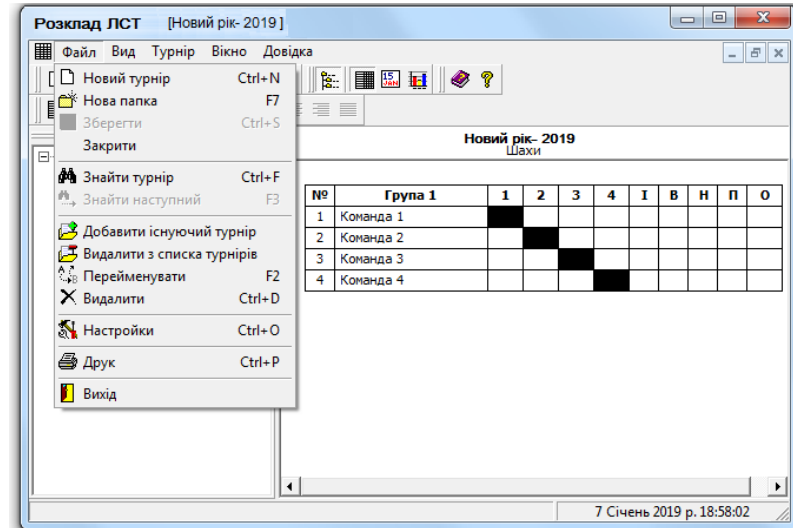 Розклад ЛСТ [Новий рік- 2019]
Файл Вид Турнір Вікно Довідка
Новий турнір Ctrl+N
Нова папка F7
Зберегти Ctrl+S
Закрити
Знайти турнір Ctrl+F
Знайти наступний F3
Добавити існуючий турнір
Видалити з списка турнірів
Перейменувати F2
Видалити Ctrl+D
Настройки Ctrl+O
Друк Ctrl+P
Вихід
15
JAN
Новий рік- 2019
Шахи
№ Група 1 1 2 3 4 І В Н П О
1 Команда 1
2 Команда 2
3 Команда 3
4 Команда 4
7 Січень 2019 р. 18:58:02